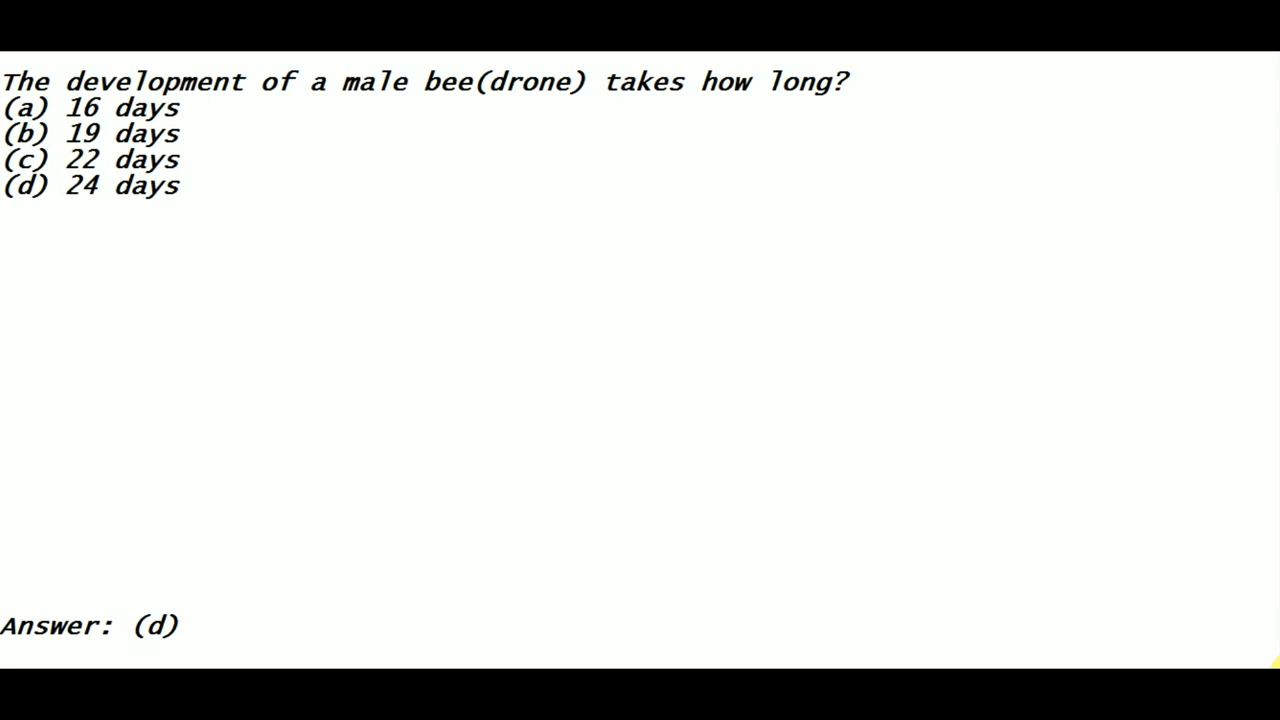 The development of a male bee(drone) takes how long?
(a) 16 days
(b) 19 days
(c) 22 days
(d) 24 days
Answer: (d)